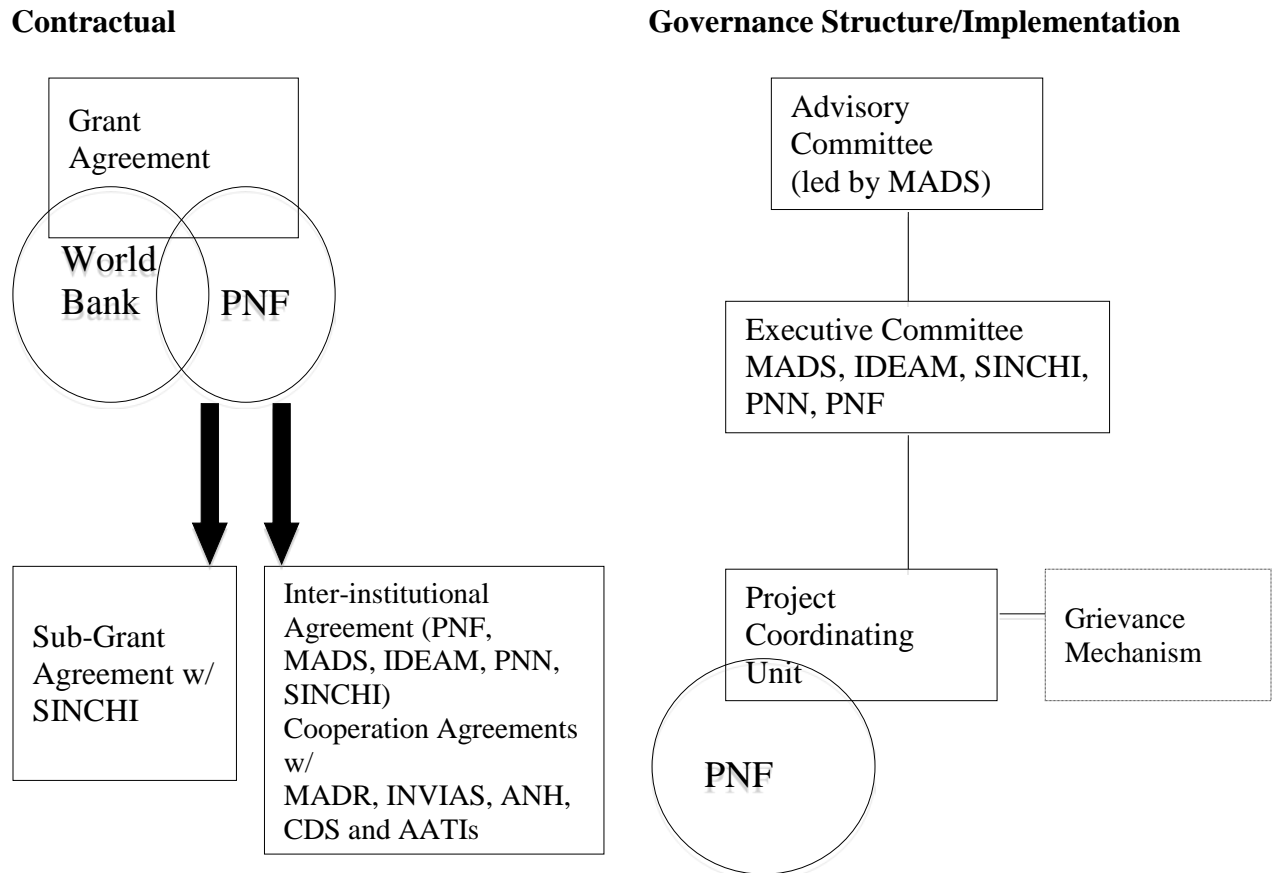 Contractual
Grant
Agreement
World
Bank
PNF
Sub-Grant
Agreement w/
SINCHI
Inter-institutional
Agreement (PNF,
MADS, IDEAM, PNN,
SINCHI)
Cooperation Agreements
w/
MADR, INVIAS, ANH,
CDS and AATIs
Governance Structure/Implementation
Advisory
Committee
(led by MADS)
Executive Committee
MADS, IDEAM, SINCHI,
PNN, PNF
Project
Coordinating
Unit
Grievance
Mechanism
PNF